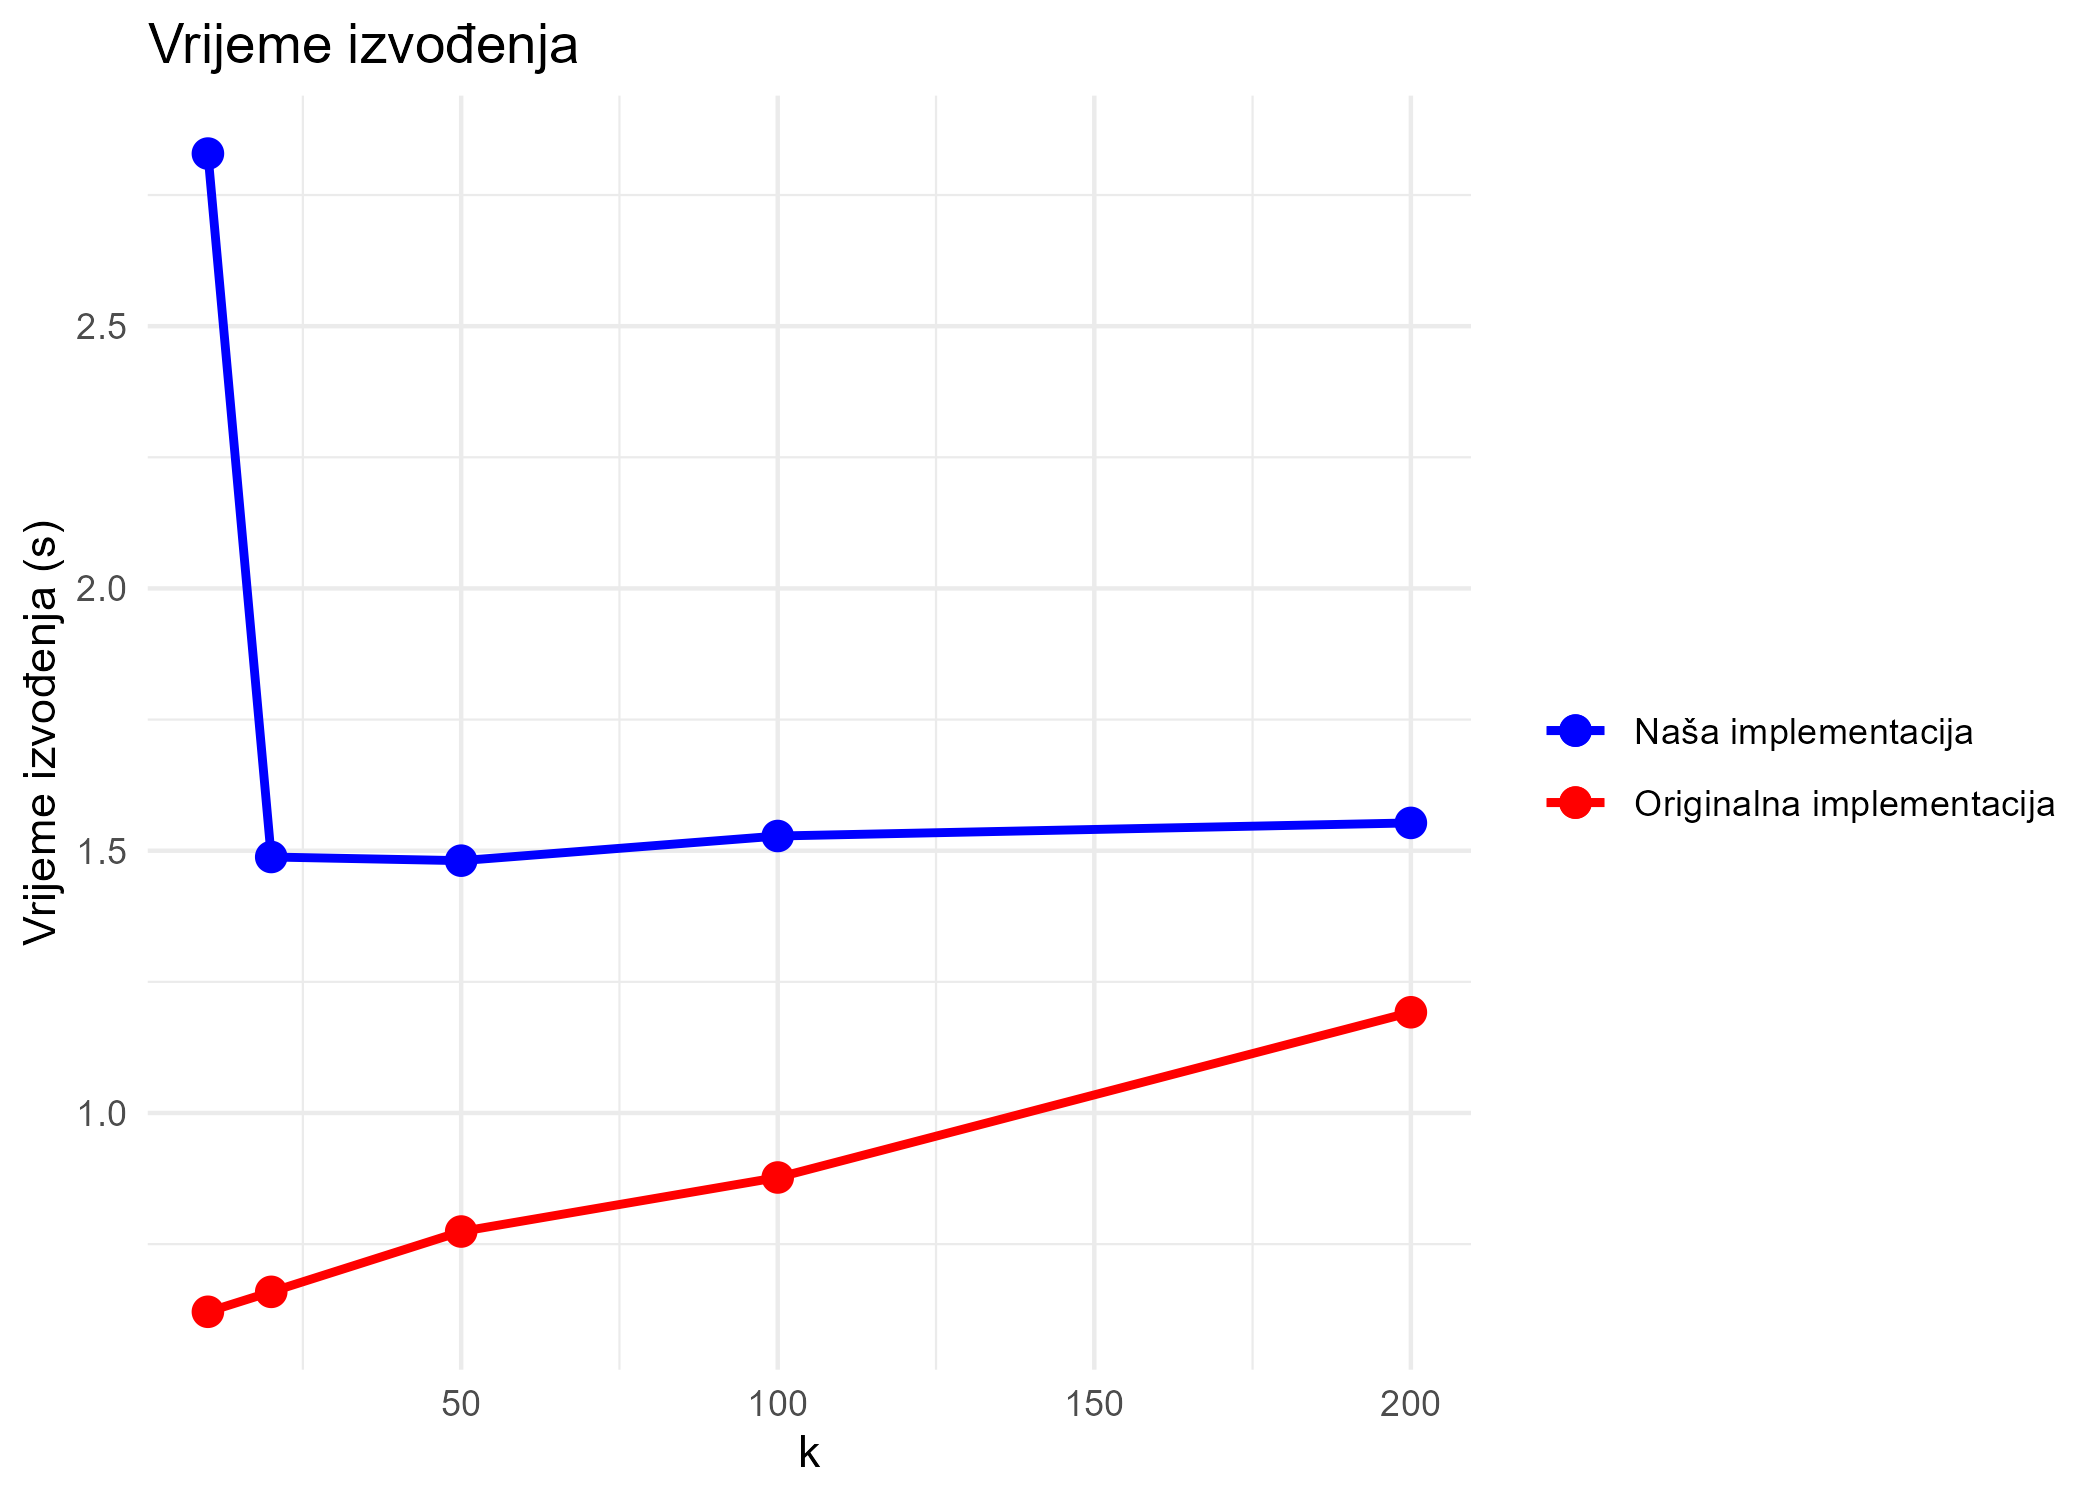 Vrijeme izvođenja
Vrijeme izvođenja (s)
2.5
2.0
1.5
1.0
50
100
150
200
k
Naša implementacija
Originalna implementacija